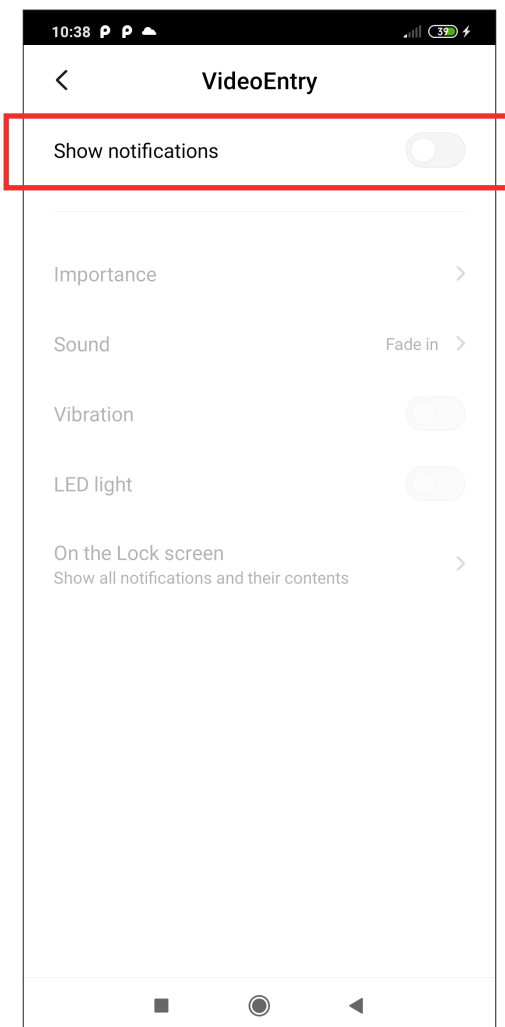 10:38 P P 39
VideoEntry
Show notifications
Importance
Sound Fade in
Vibration
LED light
On the Lock screen
Show all notifications and their contents